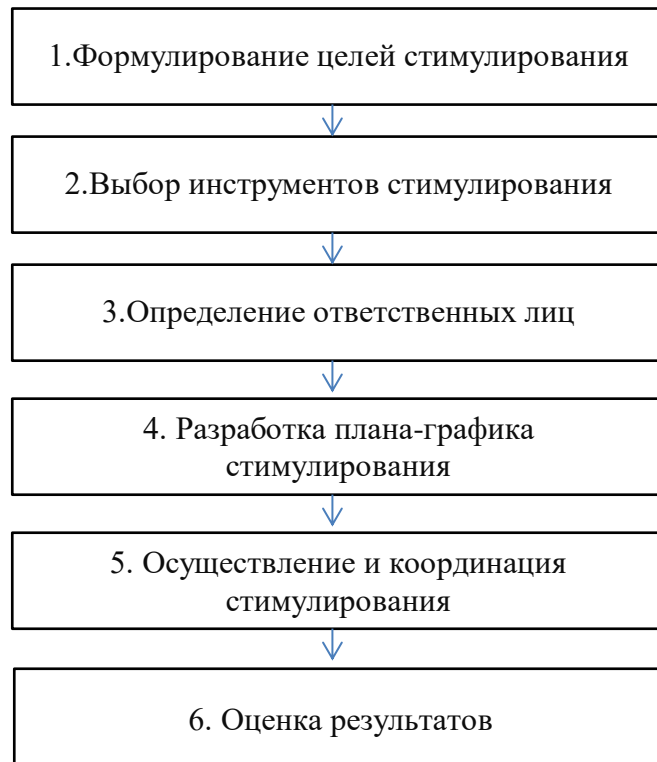 1.Формулирование целей стимулирования
2.Выбор инструментов стимулирования
3.Определение ответственных лиц
4. Разработка плана-графика
стимулирования
5. Осуществление и координация
стимулирования
6. Оценка результатов